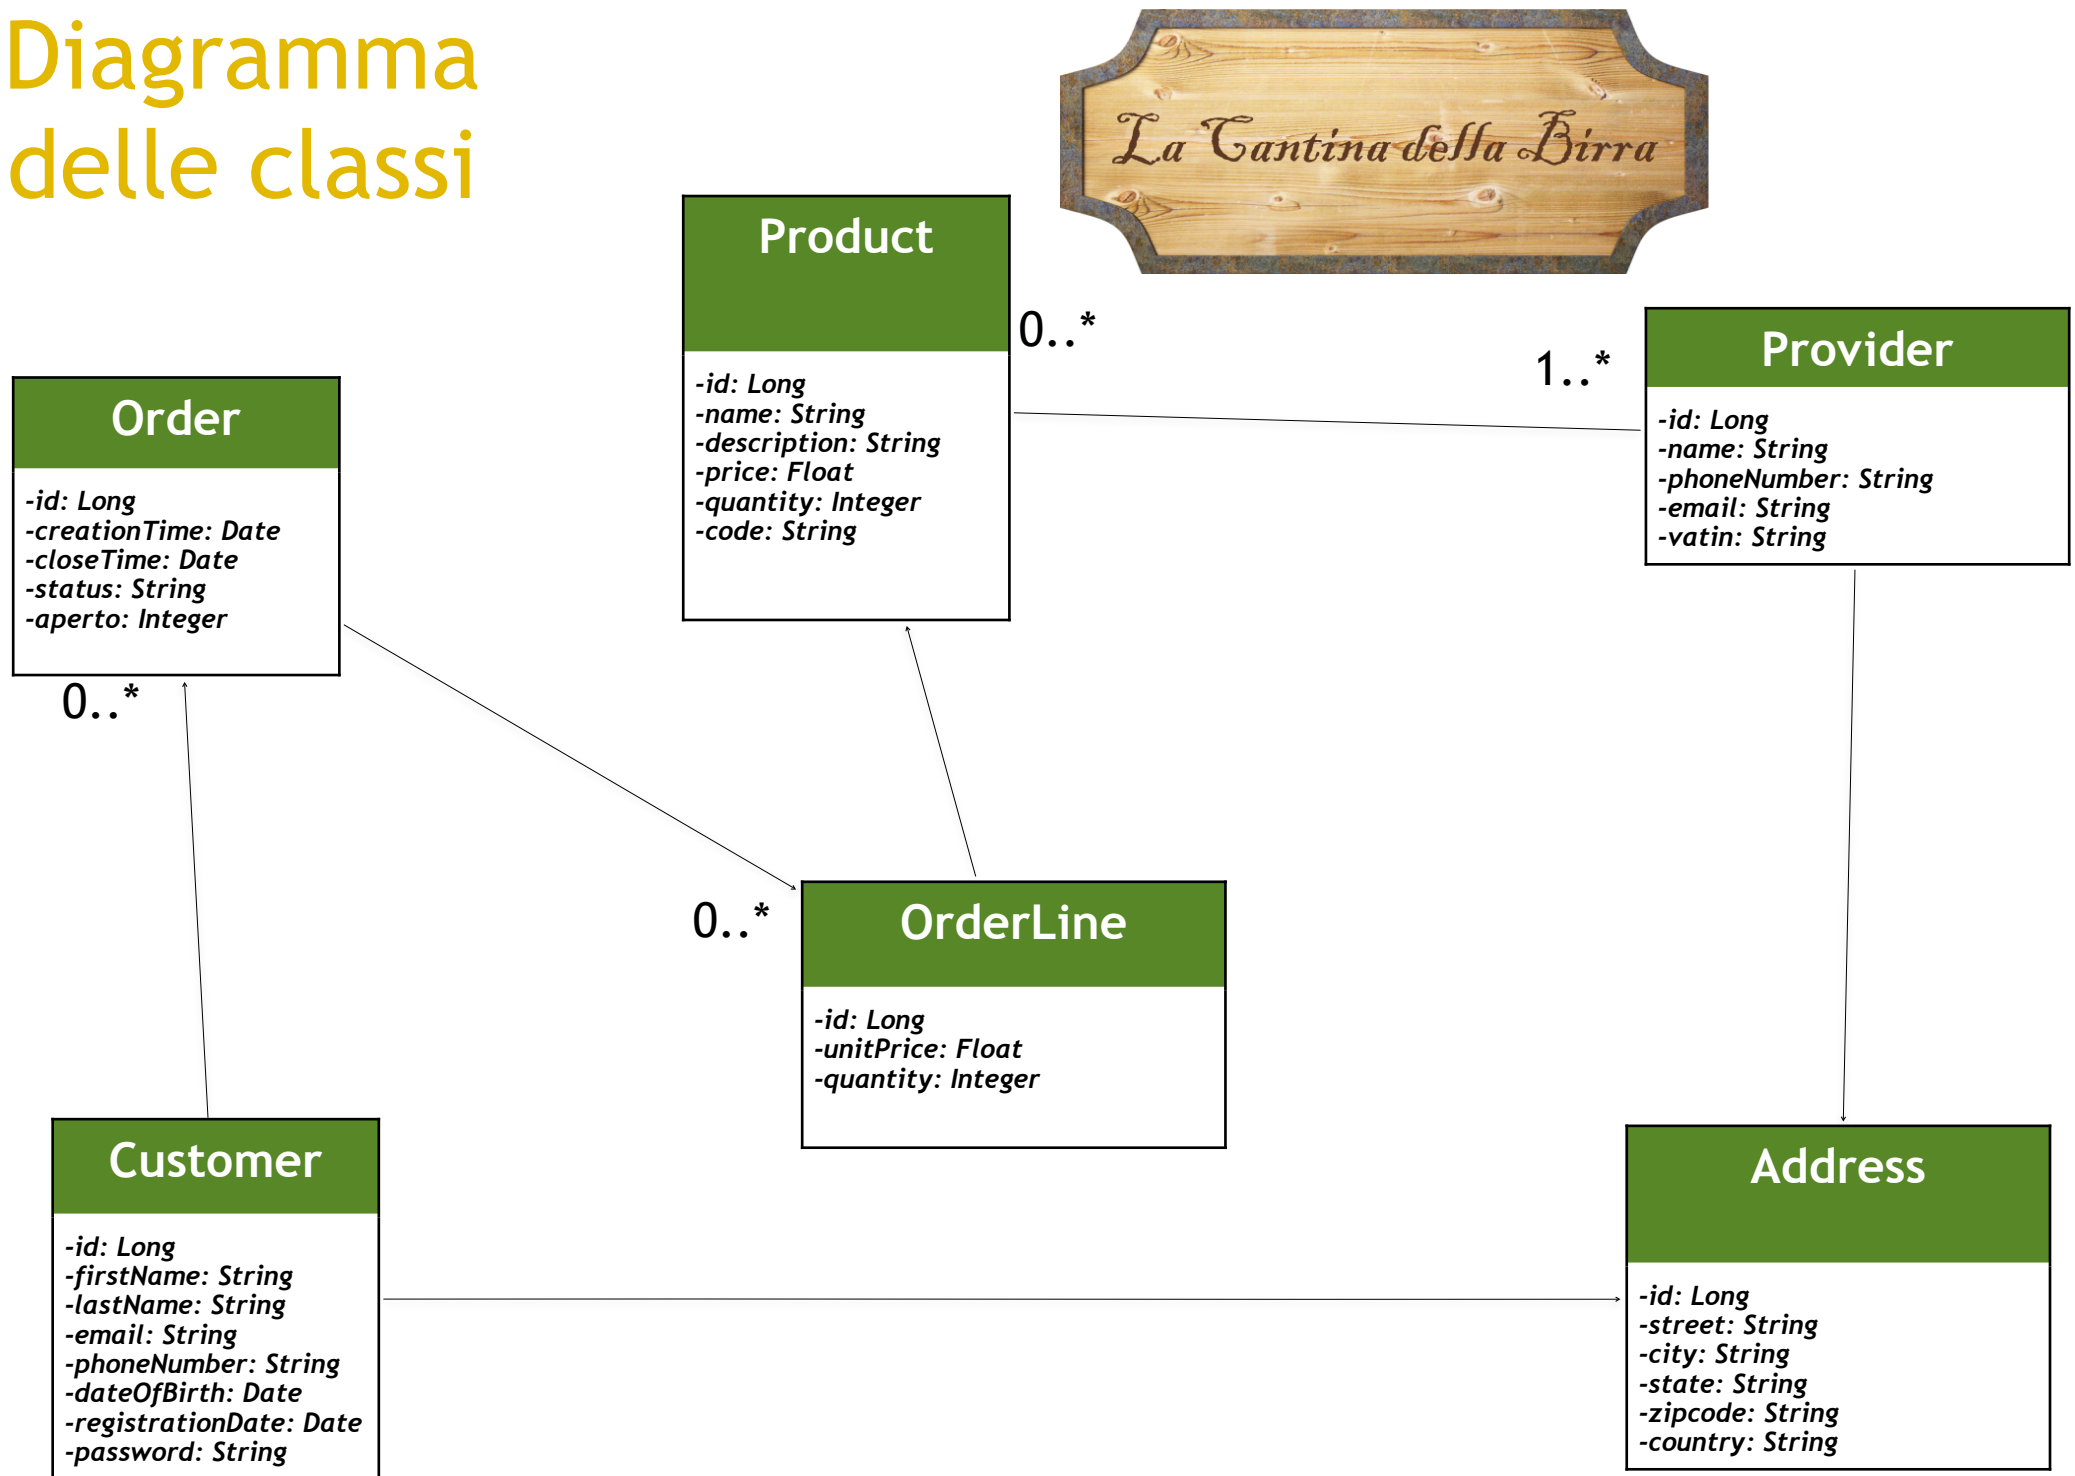 Diagramma
delle classi
La Cantina della Birra
Product
-id: Long
-name: String
-description: String
-price: Float
-quantity: Integer
-code: String
0..*
1..*
Provider
-id: Long
-name: String
-phoneNumber: String
-email: String
-vatin: String
Order
-id: Long
-creationTime: Date
-closeTime: Date
-status: String
-aperto: Integer
0..*
0..*
OrderLine
-id: Long
-unitPrice: Float
-quantity: Integer
Customer
-id: Long
-firstName: String
-lastName: String
-email: String
-phoneNumber: String
-dateOfBirth: Date
-registrationDate: Date
-password: String
Address
-id: Long
-street: String
-city: String
-state: String
-zipcode: String
-country: String